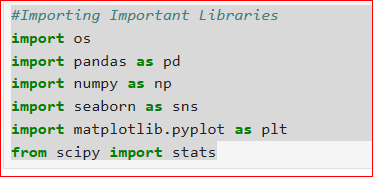 #Importing Important Libraries
import os
import pandas as pd
import numpy as np
import seaborn as sns
import matplotlib.pyplot as plt
from scipy import stats